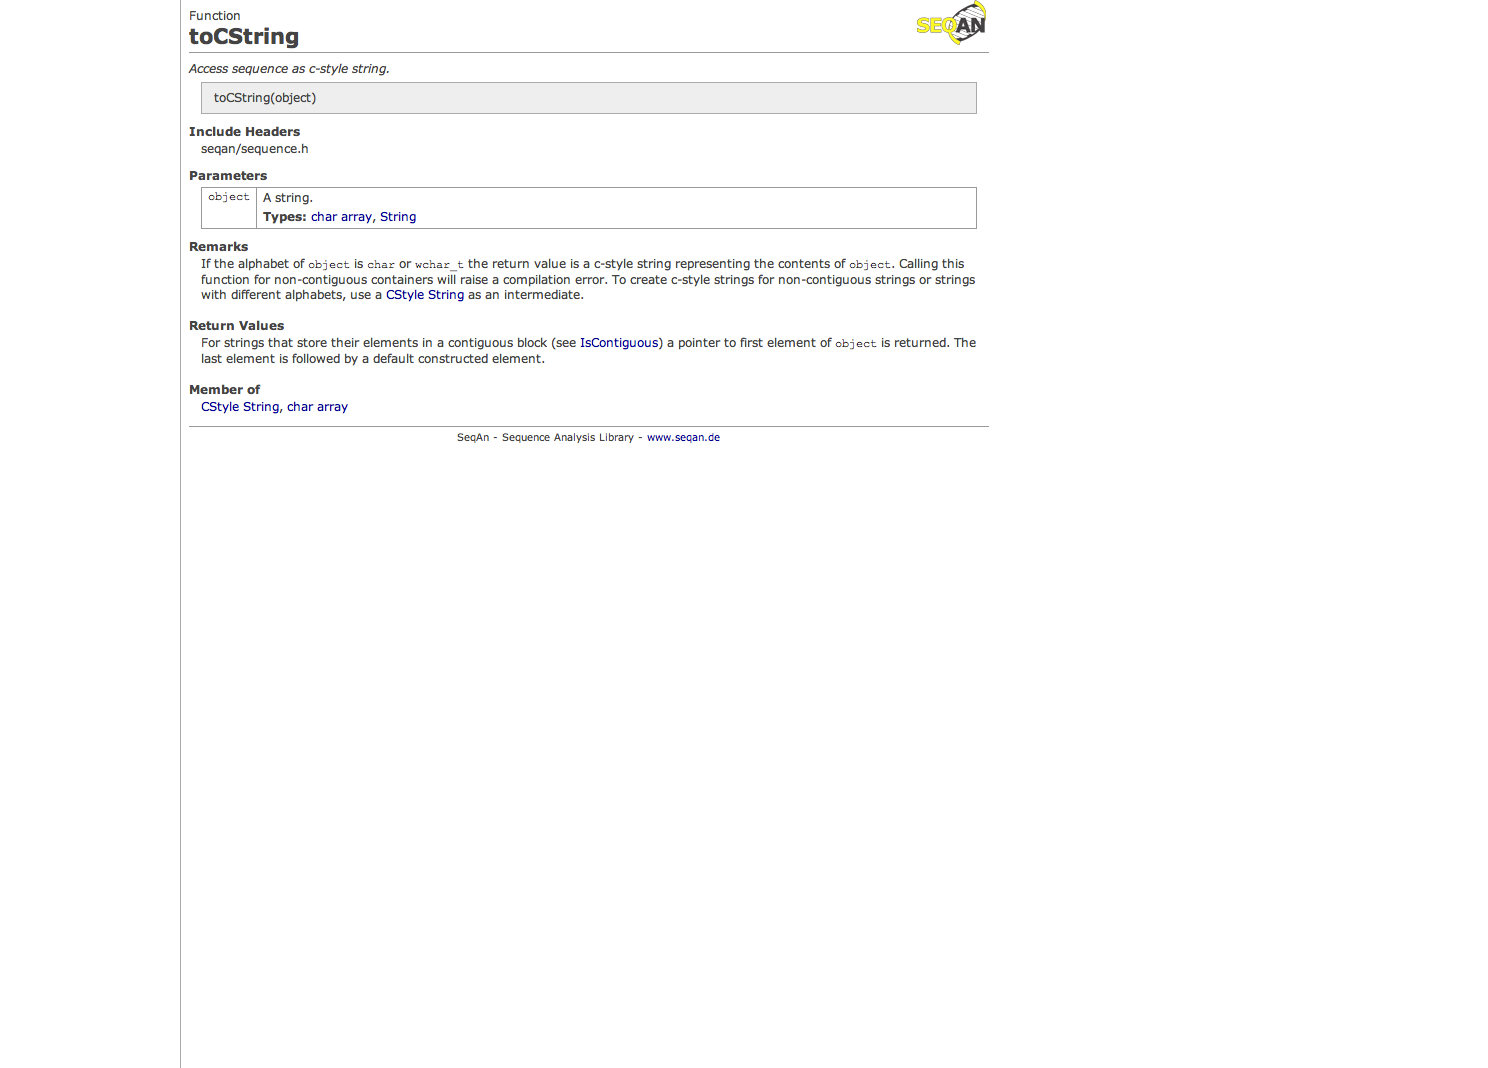 Function
toCString
SEQAN
Access sequence as c-style string.
toCString(object)
Include Headers
seqan/sequence.h
Parameters
object A string.
Types: char array, String
Remarks
If the alphabet of object is char or wchar_t the return value is a c-style string representing the contents of object. Calling this
function for non-contiguous containers will raise a compilation error. To create c-style strings for non-contiguous strings or strings
with different alphabets, use a CStyle String as an intermediate.
Return Values
For strings that store their elements in a contiguous block (see IsContiguous) a pointer to first element of object is returned. The
last element is followed by a default constructed element.
Member of
CStyle String, char array
SeqAn - Sequence Analysis Library - www.seqan.de